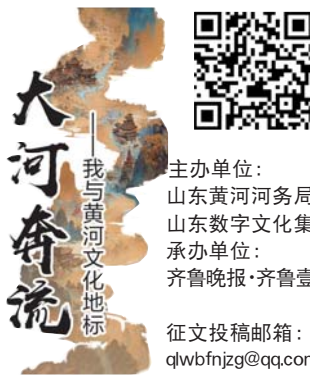 大河奔流
——我与黄河文化地标
主办单位：
山东黄河河务局
山东数字文化集
承办单位：
齐鲁晚报·齐鲁壹
征文投稿邮箱：
qlwbfnjzg@qq.com